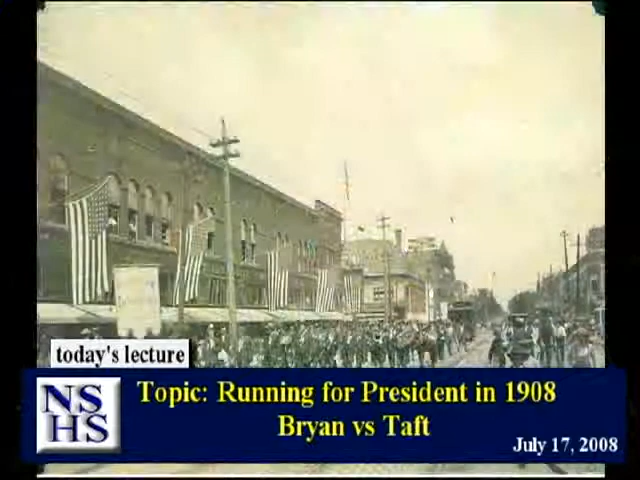 today's lecture
NS
HS
Topic: Running for President in 1908
Bryan vs Taft
July 17, 2008